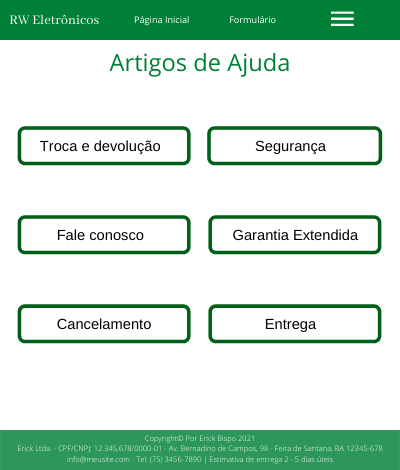 RW Eletrônicos
Página Inicial
Formulário
Artigos de Ajuda
Troca e devolução
Segurança
Fale conosco
Garantia Extendida
Cancelamento
Entrega
Copyright© Por Erick Bispo 2021
Erick Ltda. - CPF/CNPJ: 12.345,678/0000-01 - Av. Bernadino de Campos, 98 - Feira de Santana, BA 12345-678
info@meusite.com - Tel: (75) 3456-7890 | Estimativa de entrega 2 - 5 dias úteis